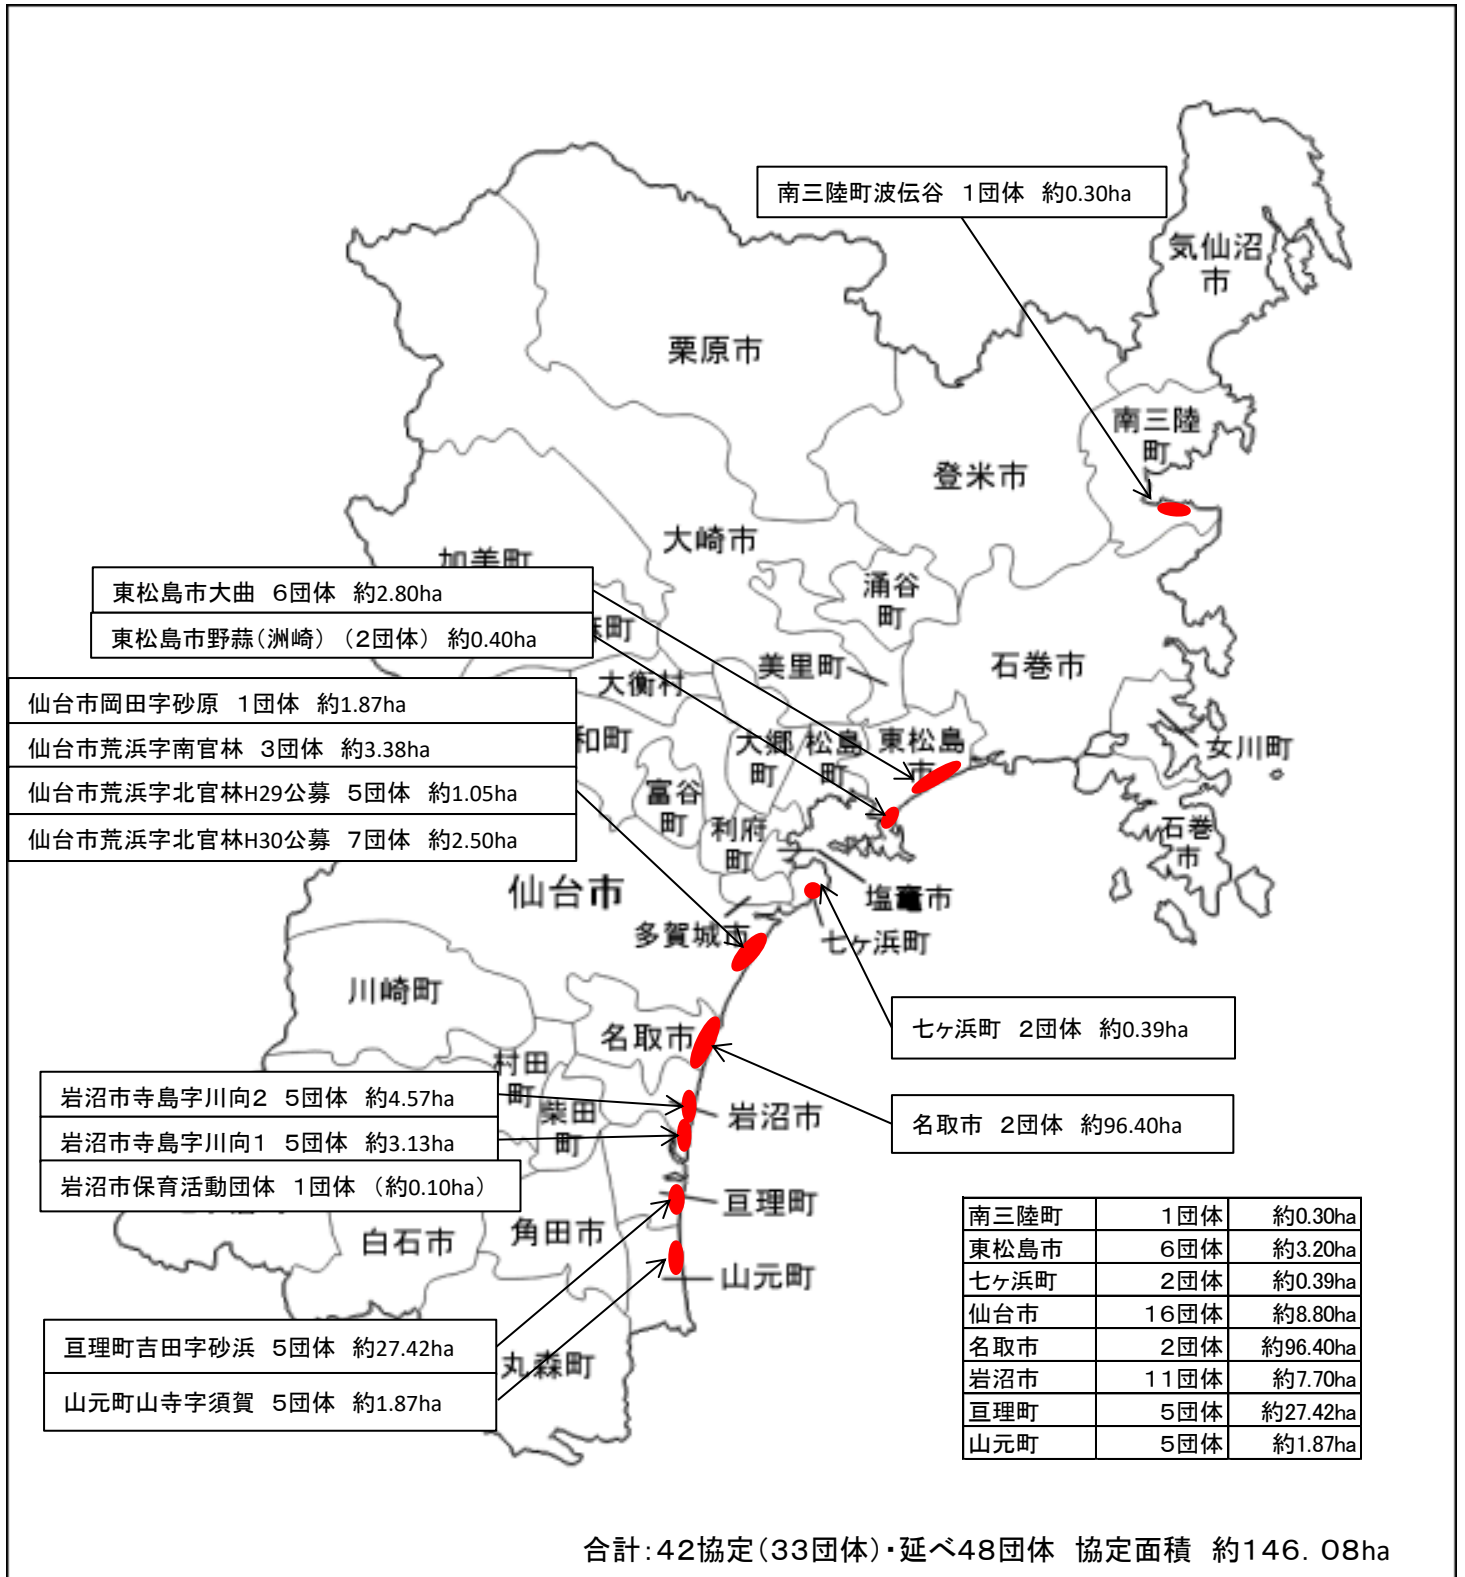 南三陸町波伝谷 1団体 約0.30ha
気仙沼
市
栗原市
南三陸
町
登米市
大崎市
加美町
涌谷
町
東松島市大曲 6団体 約2.80ha
東松島市野蒜(洲崎) (2団体) 約0.40ha
町
美里町
石巻市
大衡村
仙台市岡田字砂原 1団体 約1.87ha
仙台市荒浜字南官林 3団体 約3.38ha
仙台市荒浜字北官林H29公募 5団体 約1.05ha
仙台市荒浜字北官林H30公募 7団体 約2.50ha
和町
大郷
町
松島
町
東松島
市
女川町
富谷
町
利府
町
石巻
市
仙台市
塩竈市
多賀城市
七ヶ浜町
川崎町
名取市
七ヶ浜町 2団体 約0.39ha
村田
町
岩沼市寺島字川向2 5団体 約4.57ha
岩沼市寺島字川向1 5団体 約3.13ha
岩沼市保育活動団体 1団体 (約0.10ha)
柴田
町
岩沼市
名取市 2団体 約96.40ha
亘理町
角田市
白石市
山元町
亘理町吉田字砂浜 5団体 約27.42ha
山元町山寺字須賀 5団体 約1.87ha
丸森町
南三陸町 1団体 約0.30ha
東松島市 6団体 約3.20ha
七ヶ浜町 2団体 約0.39ha
仙台市 16団体 約8.80ha
名取市 2団体 約96.40ha
岩沼市 11団体 約7.70ha
亘理町 5団体 約27.42ha
山元町 5団体 約1.87ha
合計:42協定(33団体)・延べ48団体 協定面積 約146.08ha